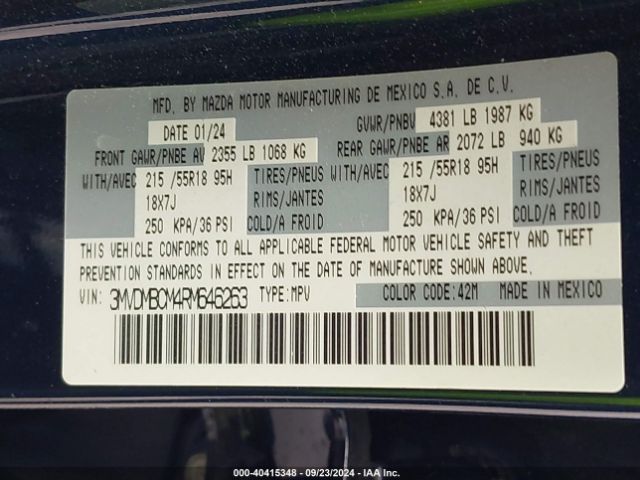 MFD. BY MAZDA MOTOR MANUFACTURING DE MEXICO S.A. DE C.V.
DATE 01/24 GVWR/PNBV 4381 LB 1987 KG
FRONT GAWR/PNBE AV 2355 LB 1068 KG REAR GAWR/PNBE AR 2072 LB 940 KG
WITH/AVEC 215 /55R18 95H TIRES/PNEUS WITH/AVEC 215 /55R18 95H TIRES/PNEUS
18X7J RIMS/JANTES 18X7J RIMS/JANTES
250 KPA/36 PSI COLD/A FROID 250 KPA/36 PSI COLD/A FROID
THIS VEHICLE CONFORMS TO ALL APPLICABLE FEDERAL MOTOR VEHICLE SAFETY AND THEFT
PREVENTION STANDARDS IN EFFECT ON THE DATE OF MANUFACTURE SHOWN ABOVE.
VIN: 3MVDMBCM4RM646263 TYPE:MPV COLOR CODE:42M MADE IN MEXICO
000-40415348 - 09/23/2024 - IAA Inc.